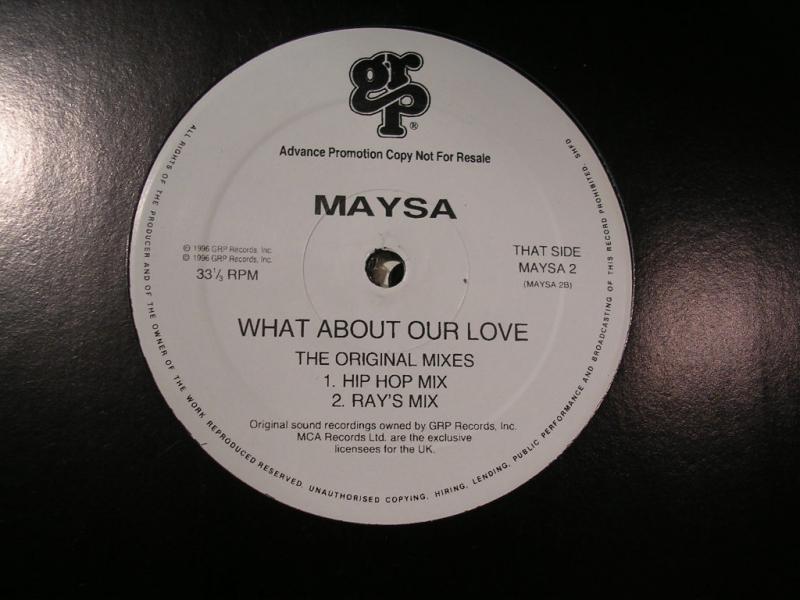 grp®
Advance Promotion Copy Not For Resale
MAYSA
© 1996 GRP Records, Inc.
© 1996 GRP Records, Inc.
33⅓ RPM
THAT SIDE
MAYSA 2
(MAYSA 2B)
WHAT ABOUT OUR LOVE
THE ORIGINAL MIXES
1. HIP HOP MIX
2. RAY'S MIX
Original sound recordings owned by GRP Records, Inc.
MCA Records Ltd. are the exclusive
licensees for the UK.
ALL RIGHTS OF THE PRODUCER AND OF THE OWNER OF THE WORK REPRODUCED RESERVED. UNAUTHORISED COPYING, HIRING, LENDING, PUBLIC PERFORMANCE AND BROADCASTING OF THIS RECORD PROHIBITED. SHFD